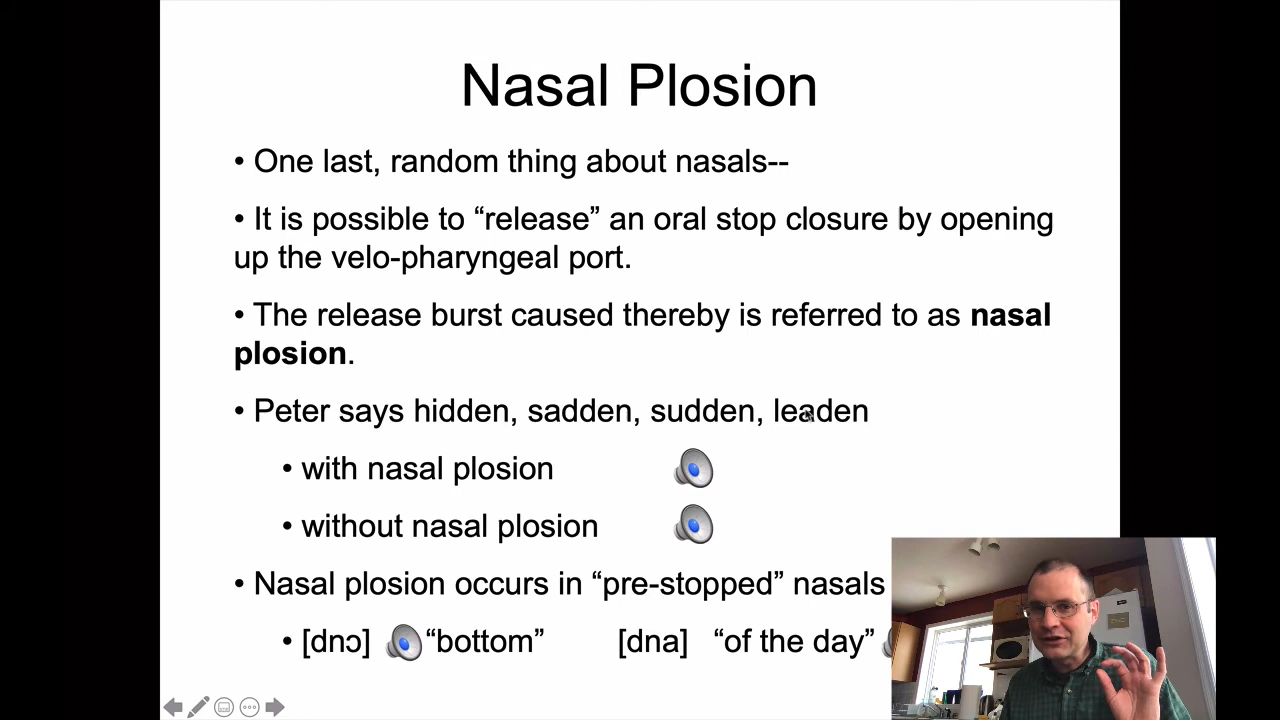 Nasal Plosion
• One last, random thing about nasals--
• It is possible to “release” an oral stop closure by opening
up the velo-pharyngeal port.
• The release burst caused thereby is referred to as nasal
plosion.
• Peter says hidden, sadden, sudden, leaden
• with nasal plosion
• without nasal plosion
• Nasal plosion occurs in “pre-stopped” nasals
• [dnɔ] “bottom” [dna] “of the day”